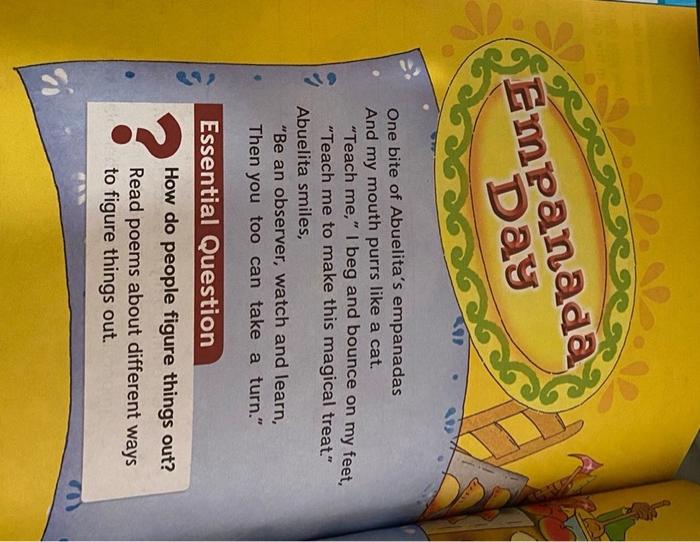 Empanada
Day
One bite of Abuelita's empanadas
And my mouth purrs like a cat.
"Teach me," I beg and bounce on my feet,
"Teach me to make this magical treat."
Abuelita smiles,
"Be an observer, watch and learn,
Then you too can take a turn."
Essential Question
?
How do people figure things out?
Read poems about different ways
to figure things out.